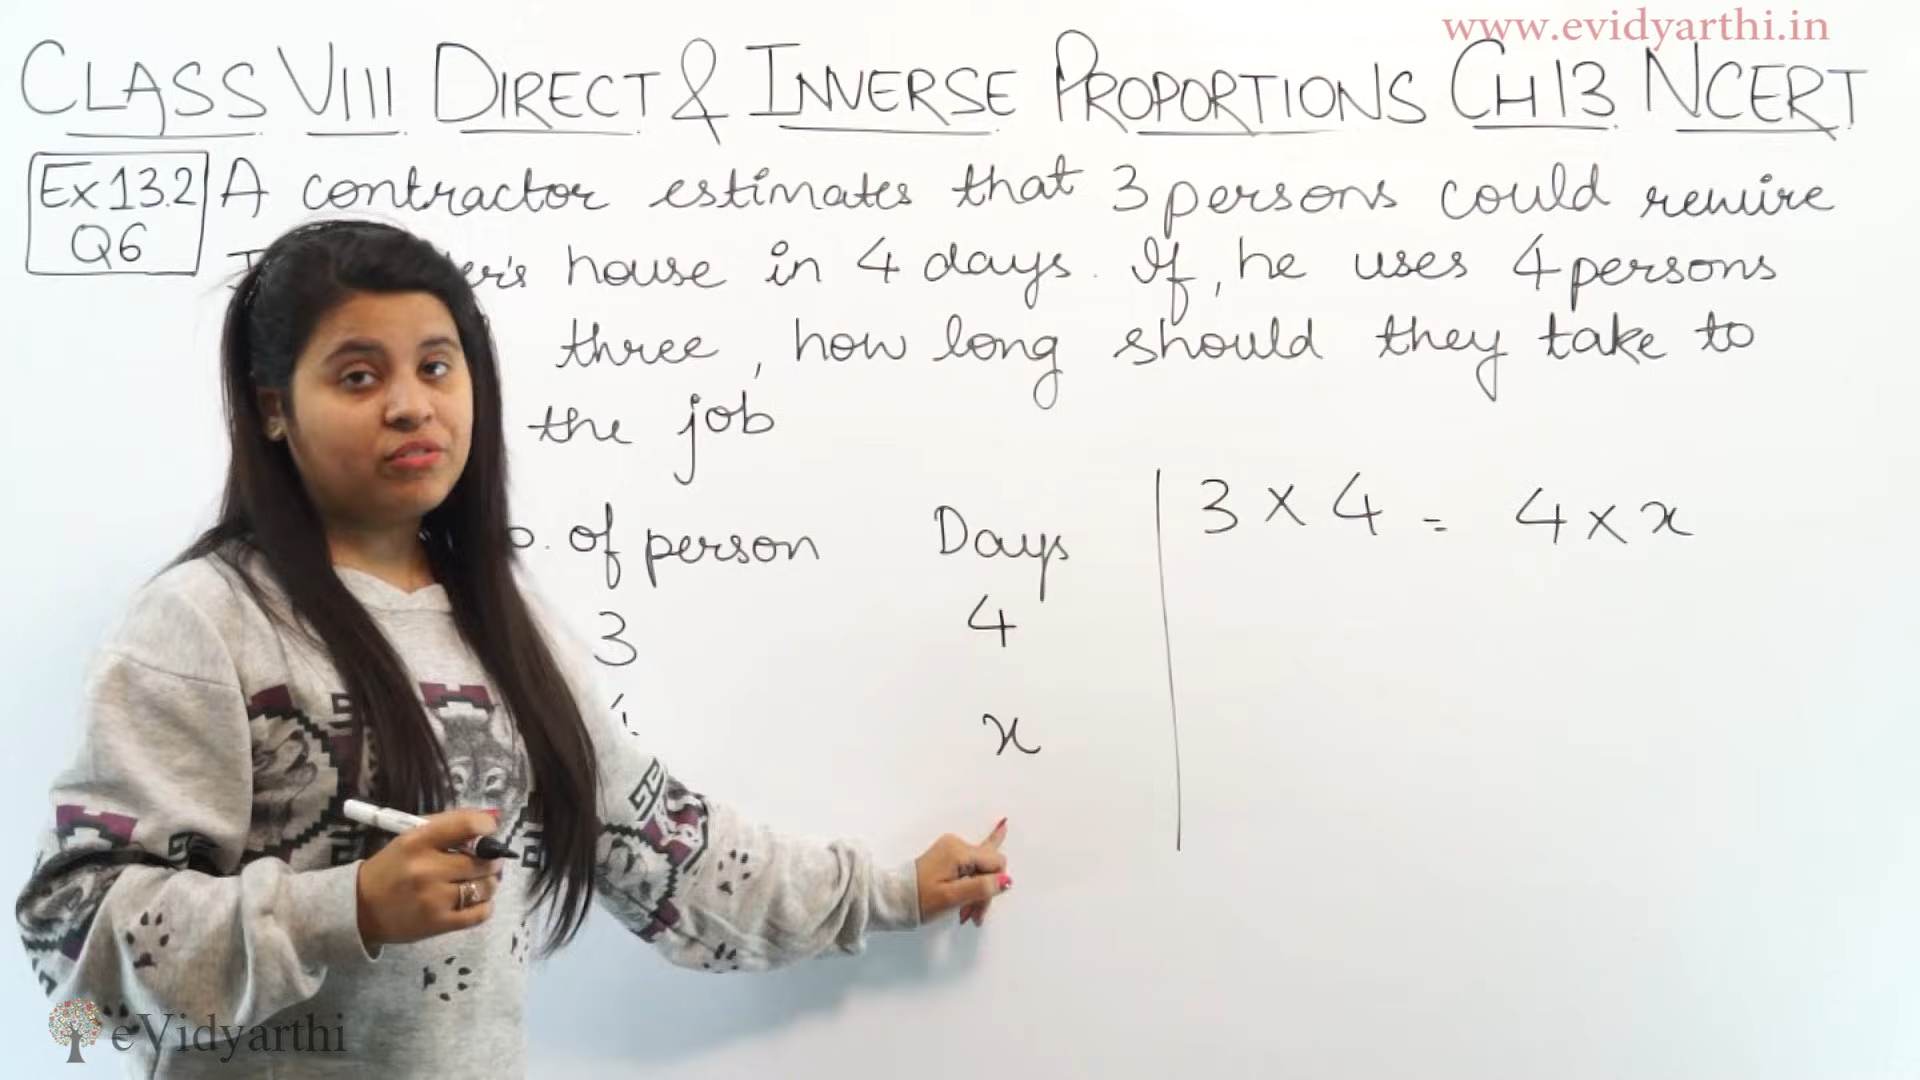 www.evidyarthi.in
CLASS VIII DIRECT & INVERSE PROPORTIONS CH 13 NCERT
Ex 13.2
Q6
A contractor estimates that 3 persons could rewire
house in 4 days. If, he uses 4 persons
three, how long should they take to
the job
of person Days
3 4
x
3 × 4 = 4 × x
eVidyarthi